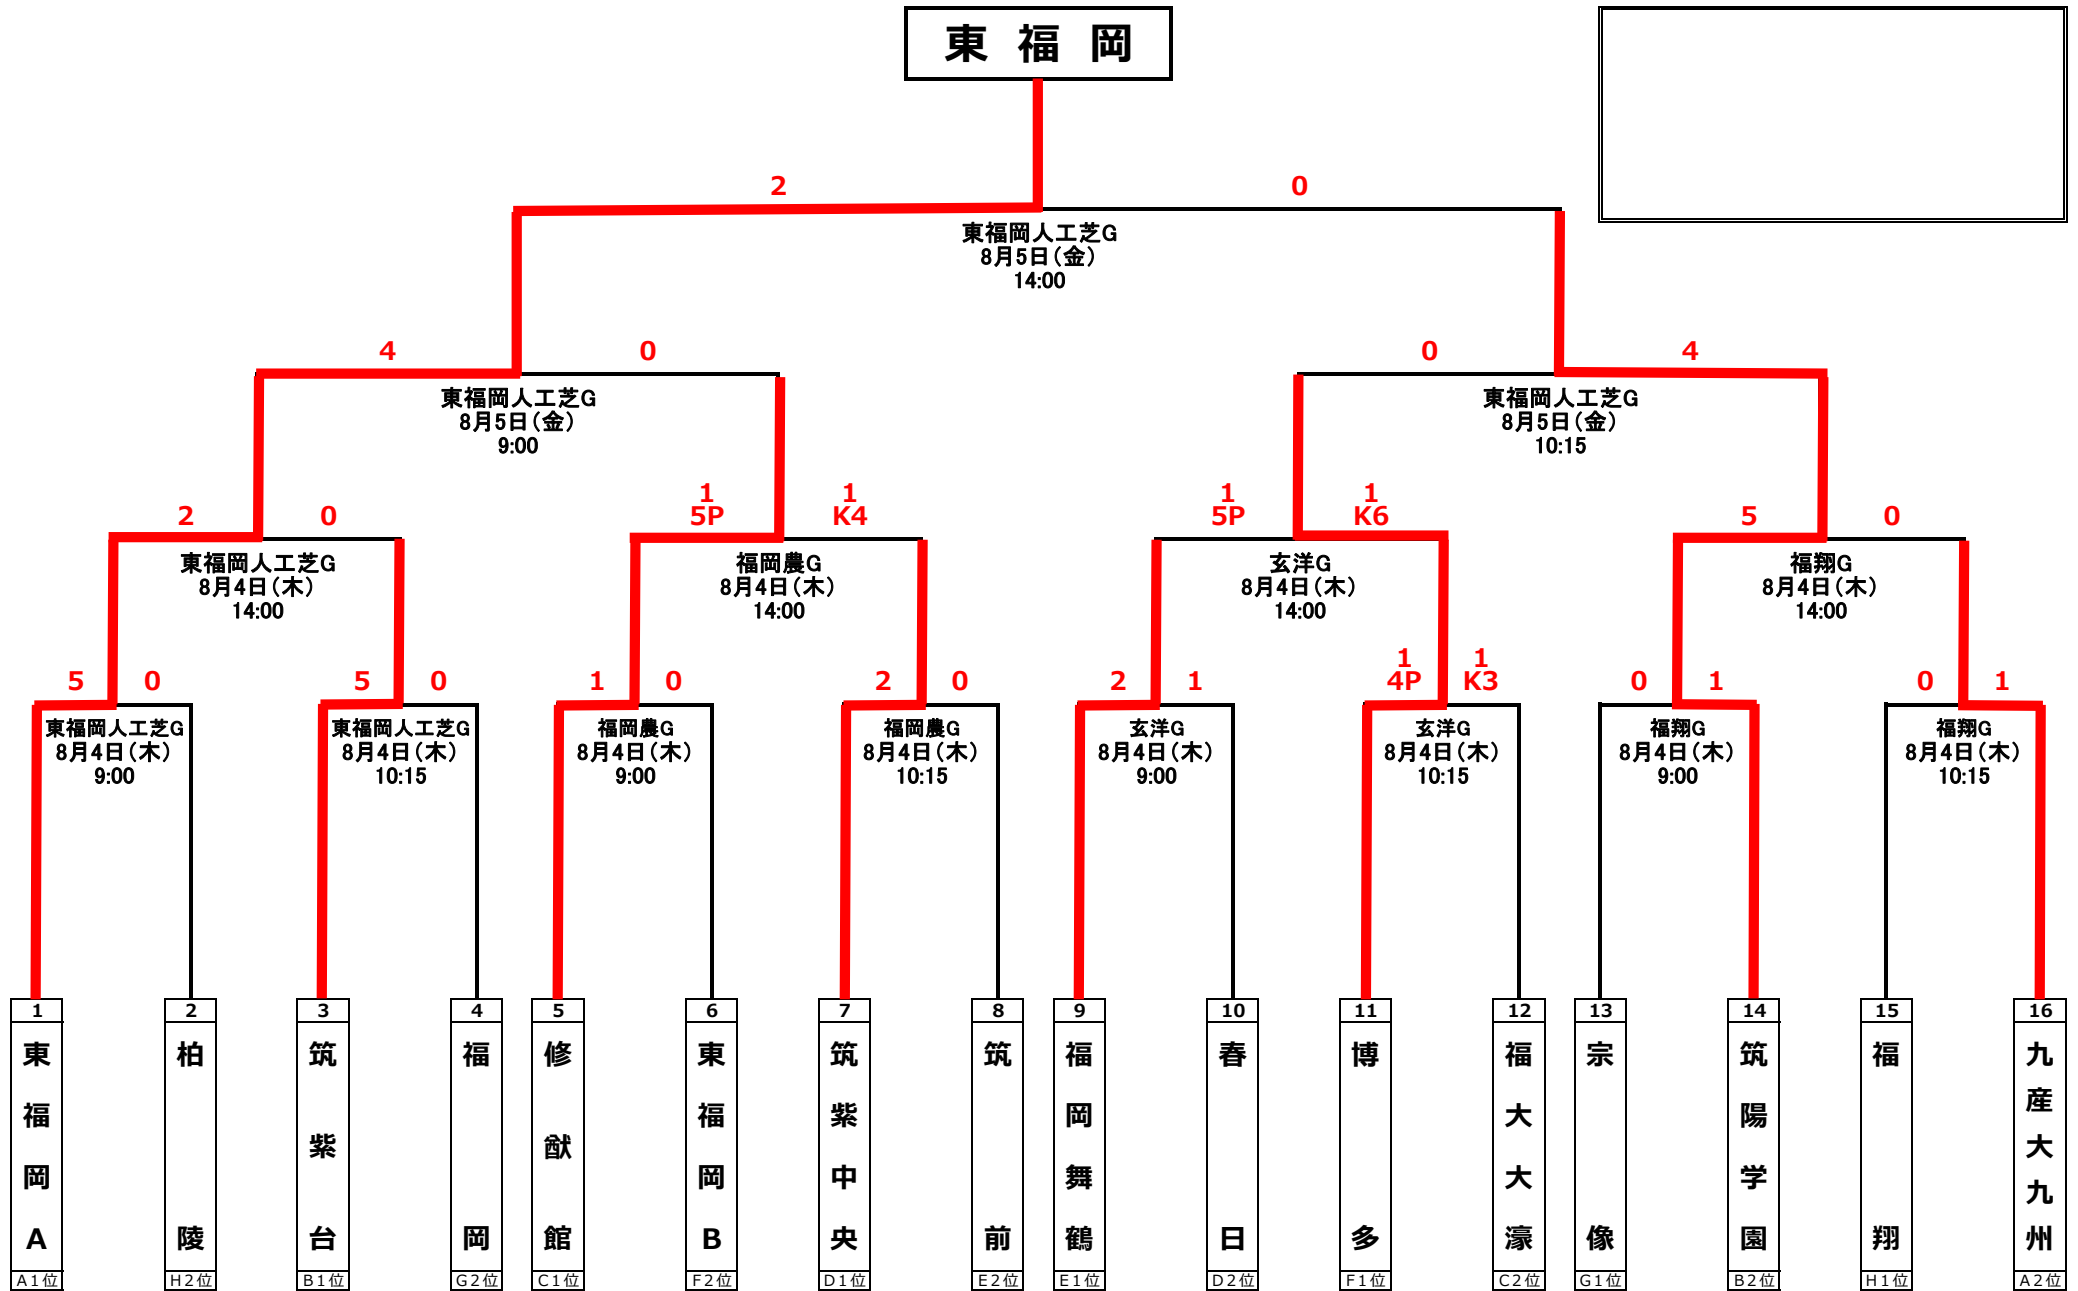 東福岡
2
0
東福岡人工芝G
8月5日(金)
14:00
4
0
0
4
東福岡人工芝G
8月5日(金)
9:00
東福岡人工芝G
8月5日(金)
10:15
2
0
1
5P
1
K4
1
5P
1
K6
5
0
東福岡人工芝G
8月4日(木)
14:00
福岡農G
8月4日(木)
14:00
玄洋G
8月4日(木)
14:00
福翔G
8月4日(木)
14:00
5
0
5
0
1
0
2
0
2
1
1
4P
1
K3
0
1
0
1
東福岡人工芝G
8月4日(木)
9:00
東福岡人工芝G
8月4日(木)
10:15
福岡農G
8月4日(木)
9:00
福岡農G
8月4日(木)
10:15
玄洋G
8月4日(木)
9:00
玄洋G
8月4日(木)
10:15
福翔G
8月4日(木)
9:00
福翔G
8月4日(木)
10:15
1
東福岡A
A1位
2
柏陵
H2位
3
筑紫台
B1位
4
福岡
G2位
5
修猷館
C1位
6
東福岡B
F2位
7
筑紫中央
D1位
8
筑前
E2位
9
福岡舞鶴
E1位
10
春日
D2位
11
博多
F1位
12
福大大濠
C2位
13
宗像
G1位
14
筑陽学園
B2位
15
福翔
H1位
16
九産大九州
A2位